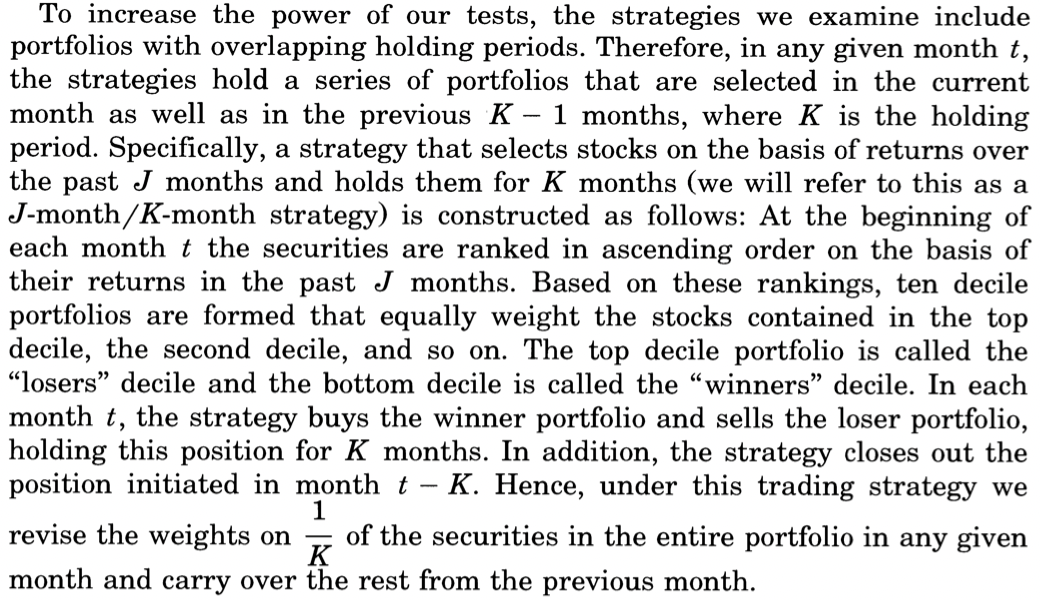 To increase the power of our tests, the strategies we examine include
portfolios with overlapping holding periods. Therefore, in any given month t,
the strategies hold a series of portfolios that are selected in the current
month as well as in the previous K − 1 months, where K is the holding
period. Specifically, a strategy that selects stocks on the basis of returns over
the past J months and holds them for K months (we will refer to this as a
J-month/K-month strategy) is constructed as follows: At the beginning of
each month t the securities are ranked in ascending order on the basis of
their returns in the past J months. Based on these rankings, ten decile
portfolios are formed that equally weight the stocks contained in the top
decile, the second decile, and so on. The top decile portfolio is called the
“losers” decile and the bottom decile is called the “winners” decile. In each
month t, the strategy buys the winner portfolio and sells the loser portfolio,
holding this position for K months. In addition, the strategy closes out the
position initiated in month t − K. Hence, under this trading strategy we
revise the weights on 1/K of the securities in the entire portfolio in any given
month and carry over the rest from the previous month.